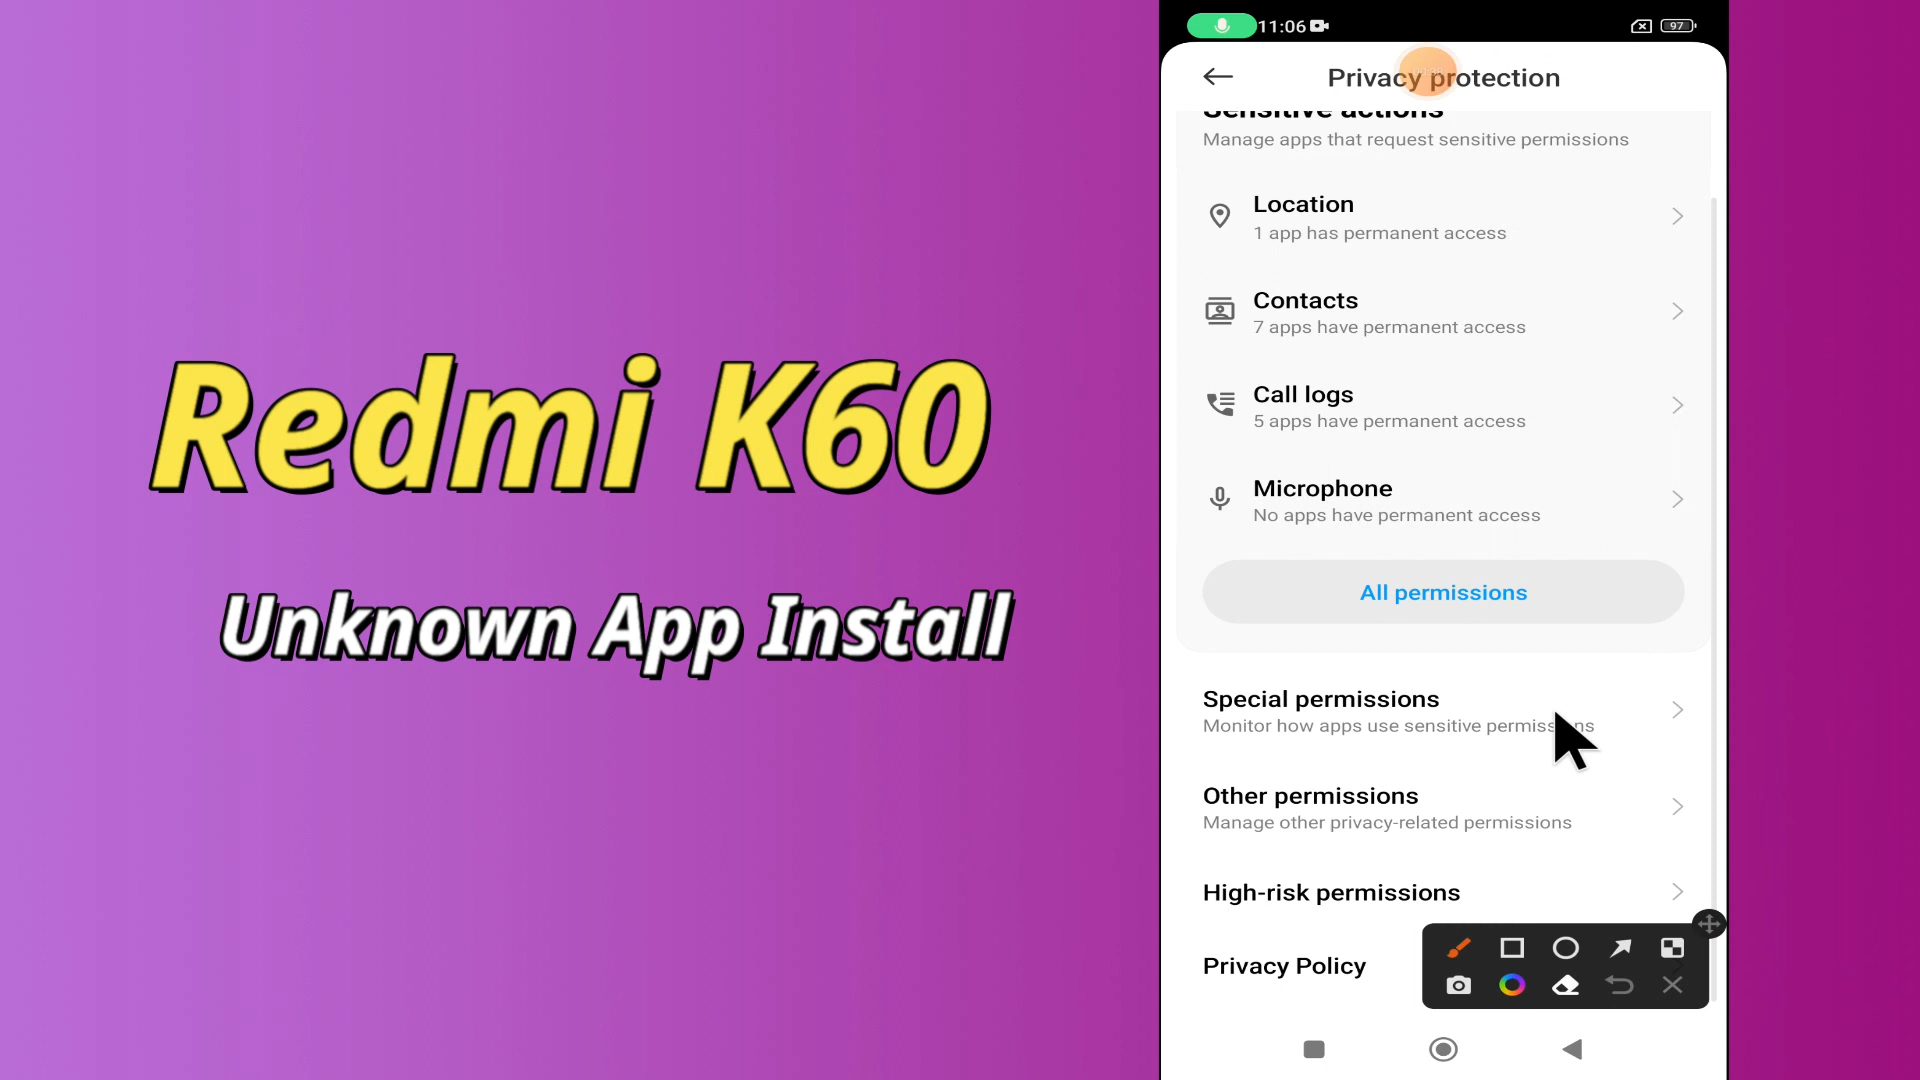 Redmi K60
Unknown App Install
11:06
97
Privacy protection
Sensitive actions
Manage apps that request sensitive permissions
Location
1 app has permanent access
Contacts
7 apps have permanent access
Call logs
5 apps have permanent access
Microphone
No apps have permanent access
All permissions
Special permissions
Monitor how apps use sensitive permissions
Other permissions
Manage other privacy-related permissions
High-risk permissions
Privacy Policy